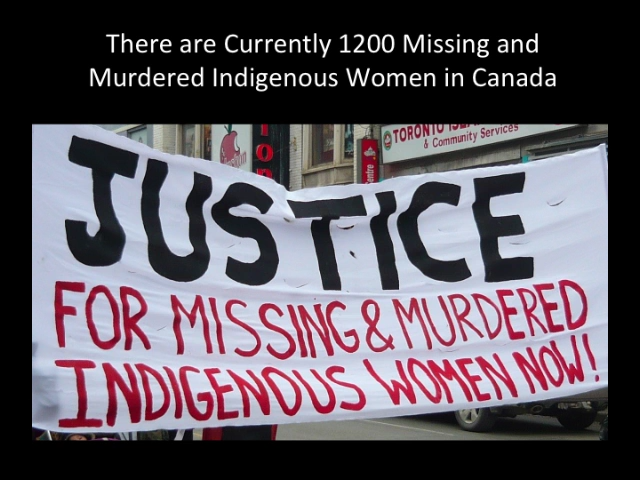 There are Currently 1200 Missing and
Murdered Indigenous Women in Canada
TORONTO
& Community Services
JUSTICE
FOR MISSING & MURDERED
INDIGENOUS WOMEN NOW!